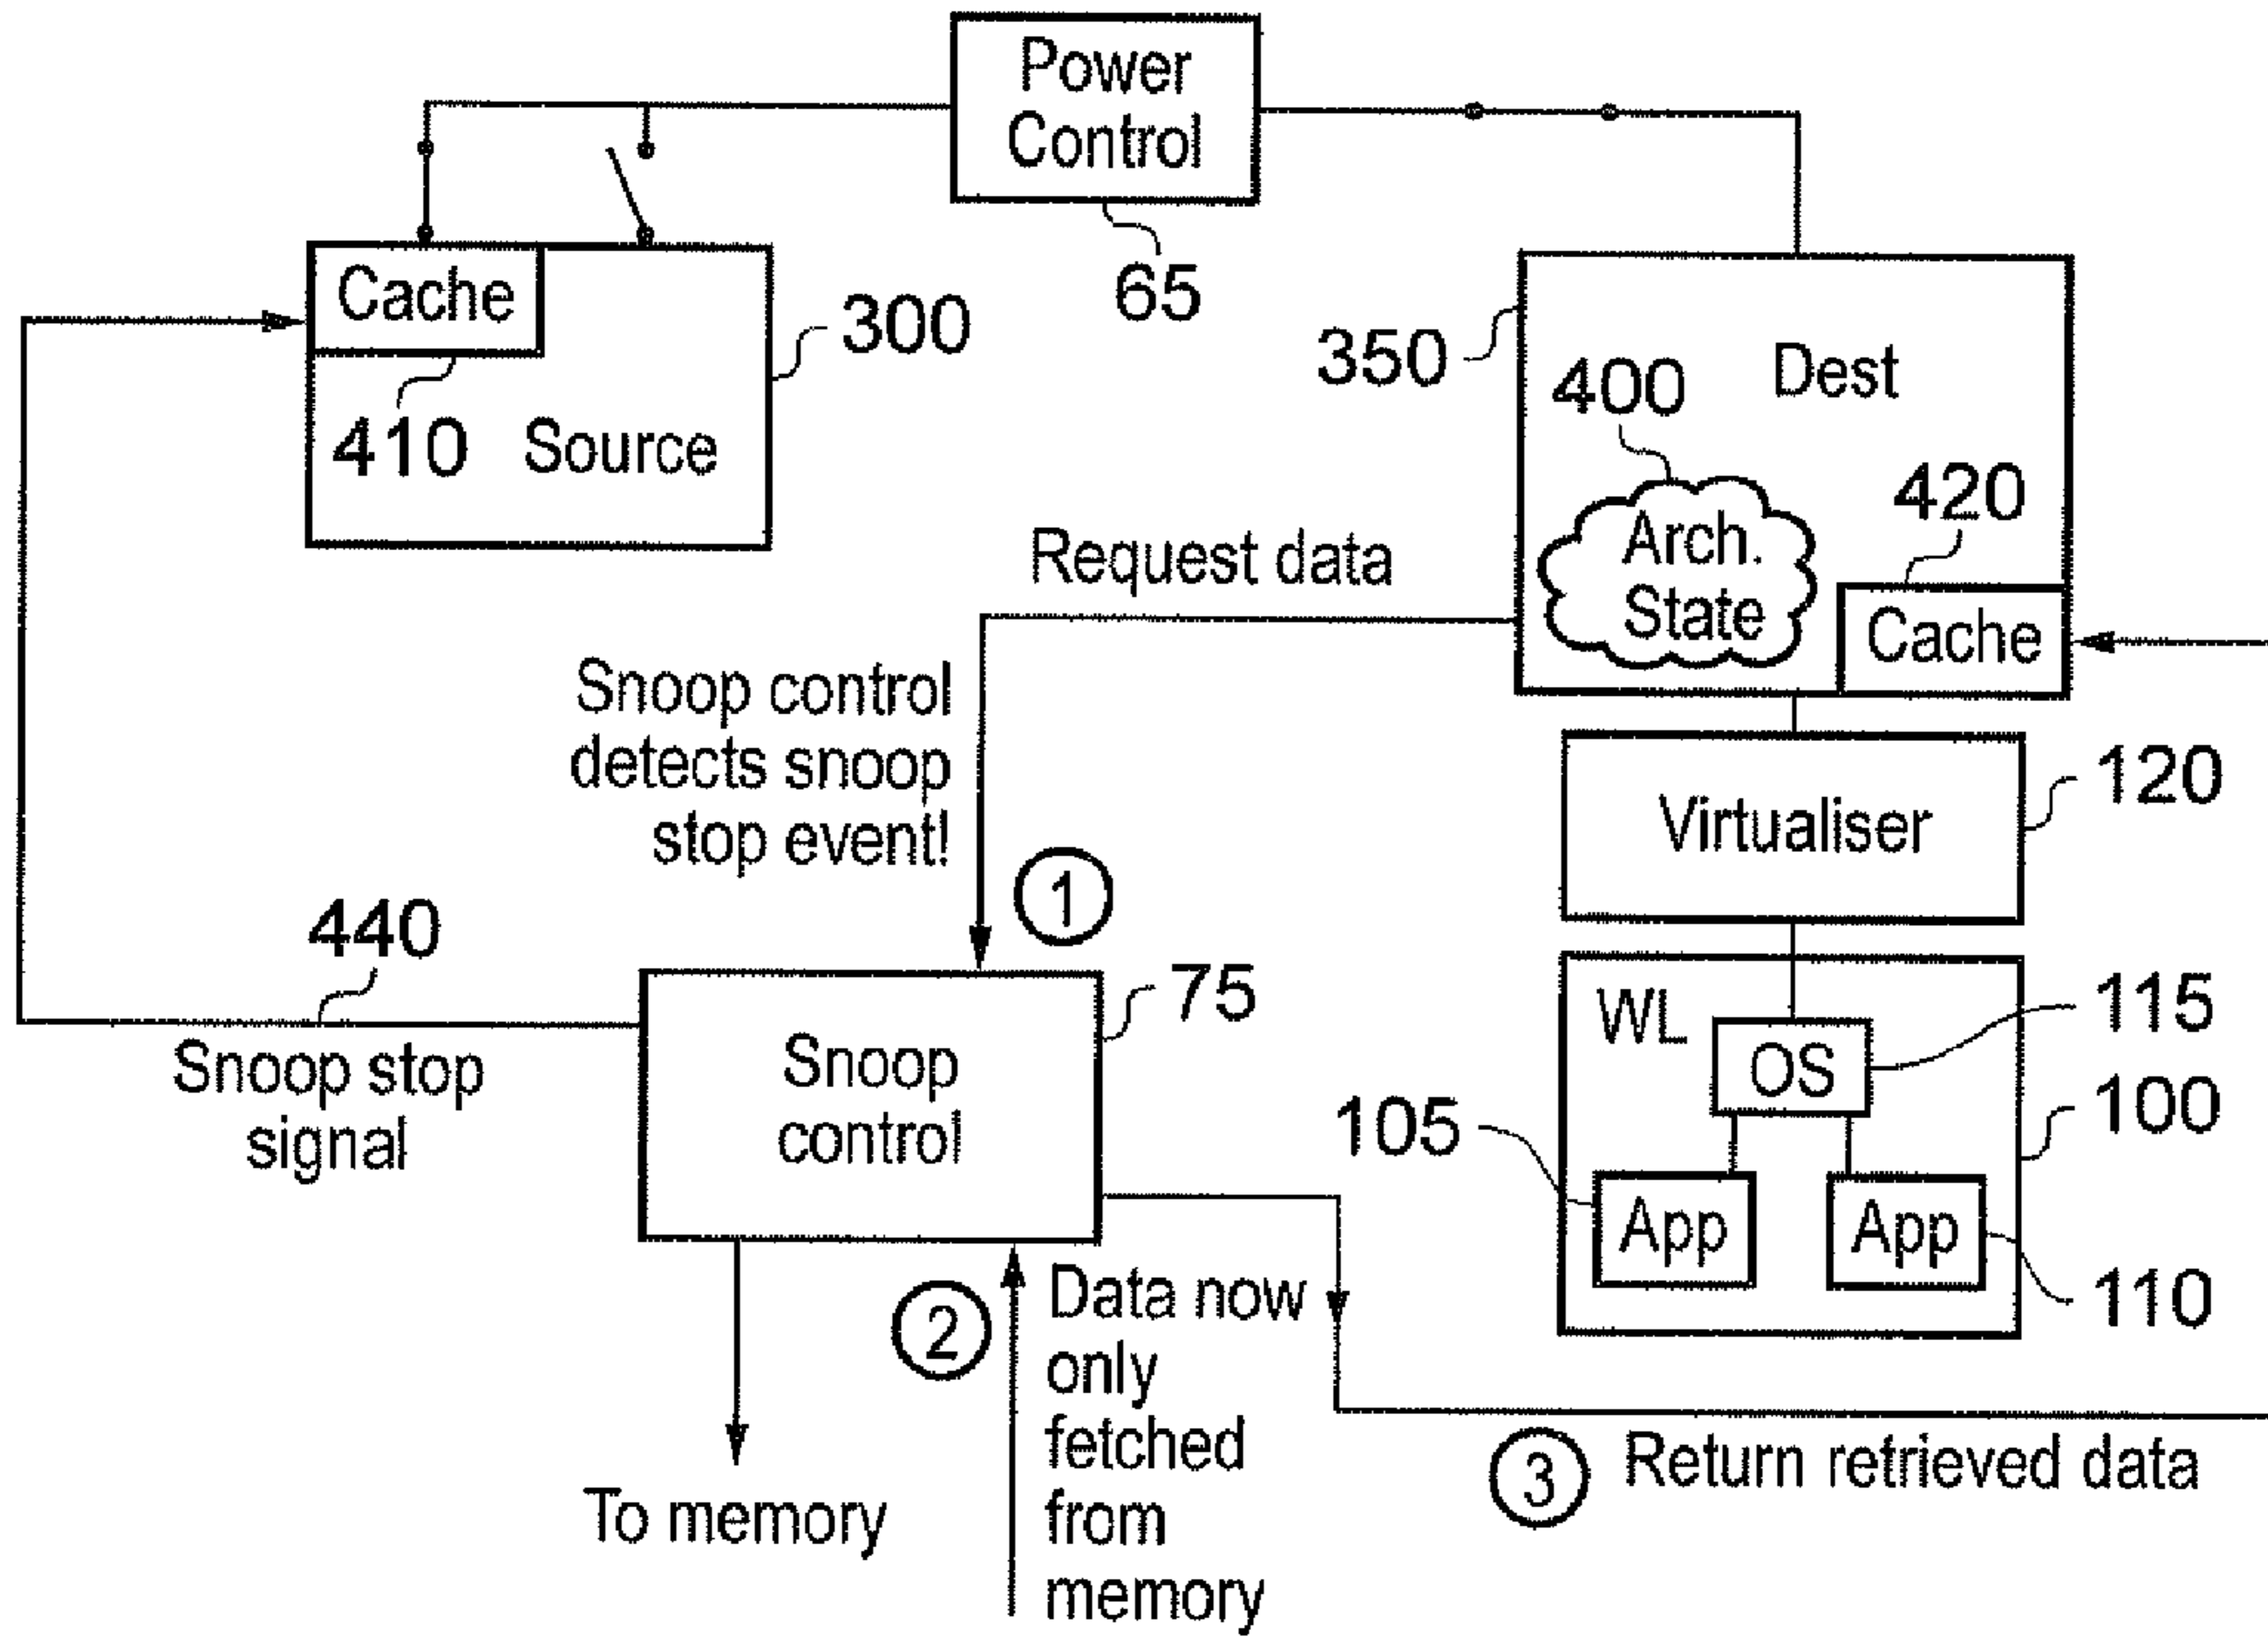 Power
Control
65
Cache
300
410
Source
350
Dest
400
420
Arch.
State
Cache
Request data
Snoop control
detects snoop
stop event!
1
Virtualiser
120
440
Snoop stop
signal
75
Snoop
control
WL
OS
115
100
105
App
App
110
2
Data now
only
fetched
from
memory
To memory
3
Return retrieved data